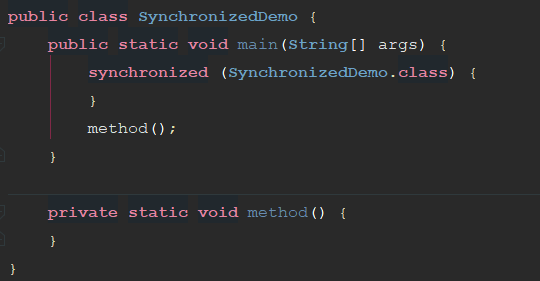 public class SynchronizedDemo {
    public static void main(String[] args) {
        synchronized (SynchronizedDemo.class) {
        }
        method();
    }

    private static void method() {
    }
}